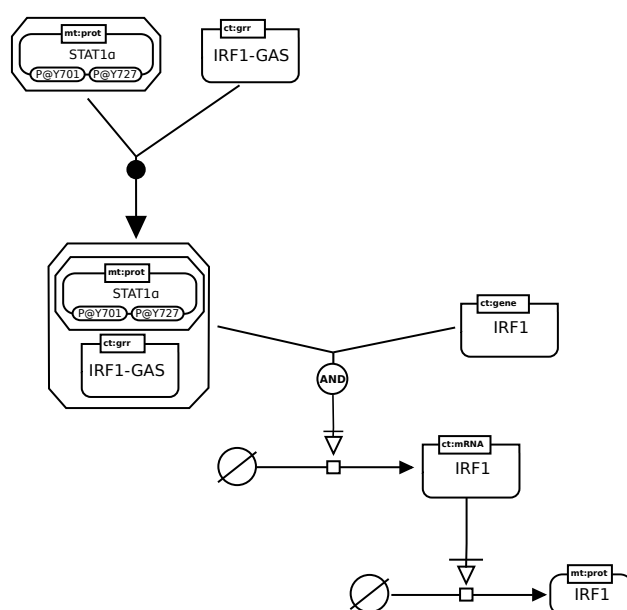 mt:prot
STAT1α
P@Y701 P@Y727
ct:grr
IRF1-GAS
mt:prot
STAT1α
P@Y701 P@Y727
ct:grr
IRF1-GAS
ct:gene
IRF1
AND
ct:mRNA
IRF1
mt:prot
IRF1